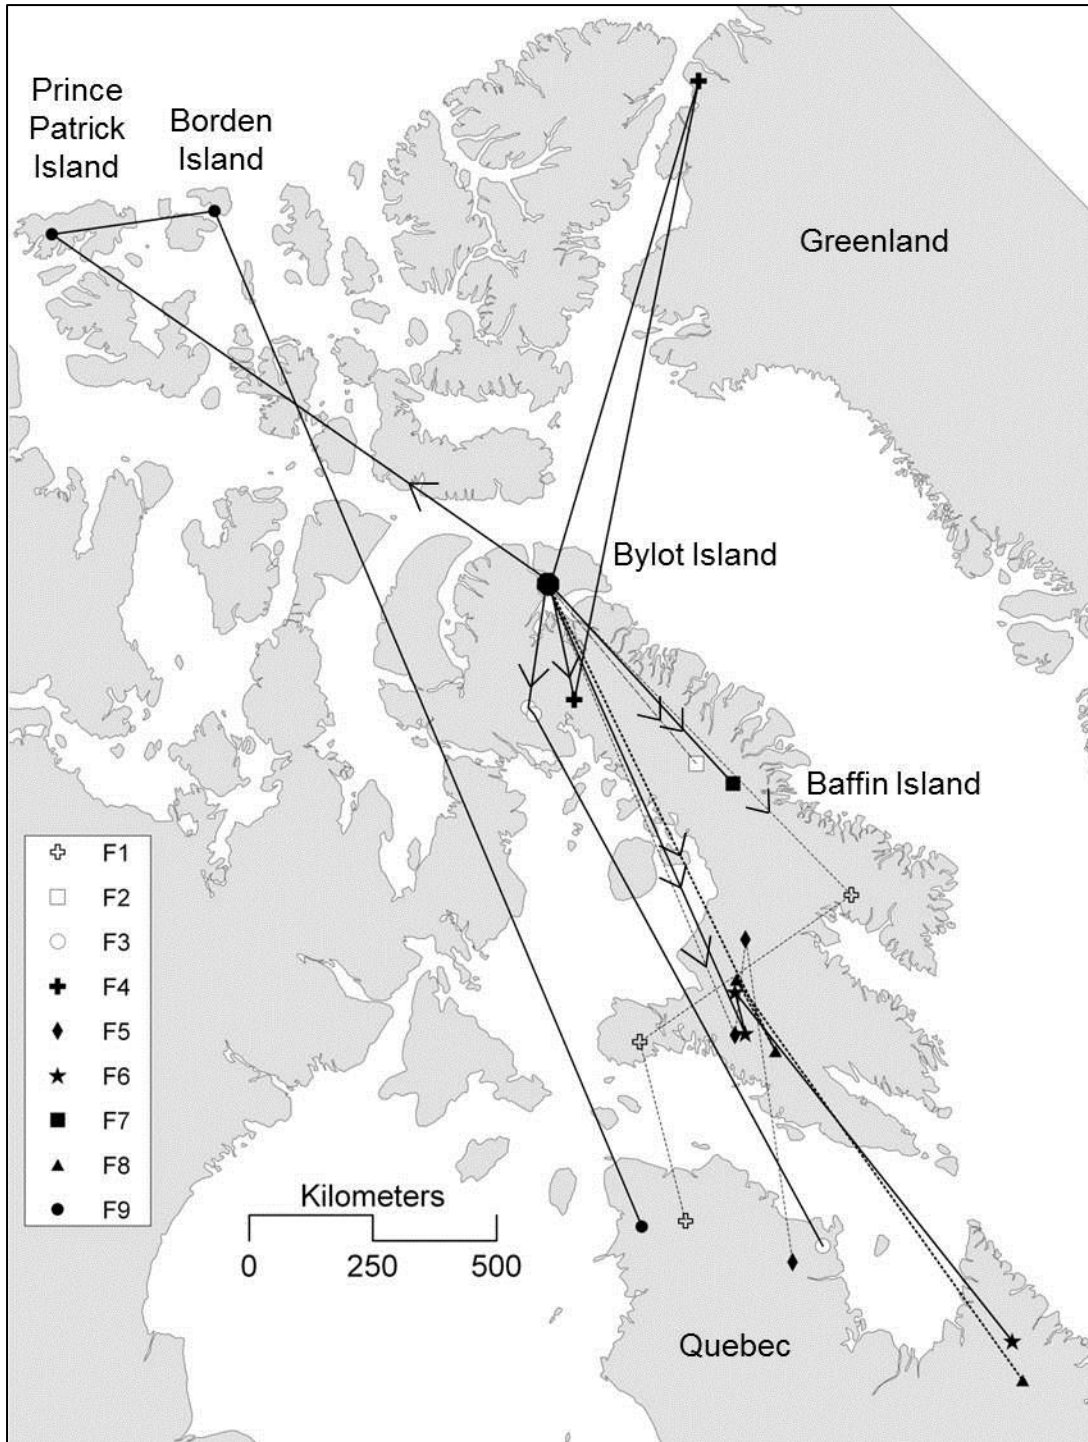 Prince
Patrick
Island
Borden
Island
Greenland
Bylot Island
Baffin Island
F1
F2
F3
F4
F5
F6
F7
F8
F9
Kilometers
0 250 500
Quebec